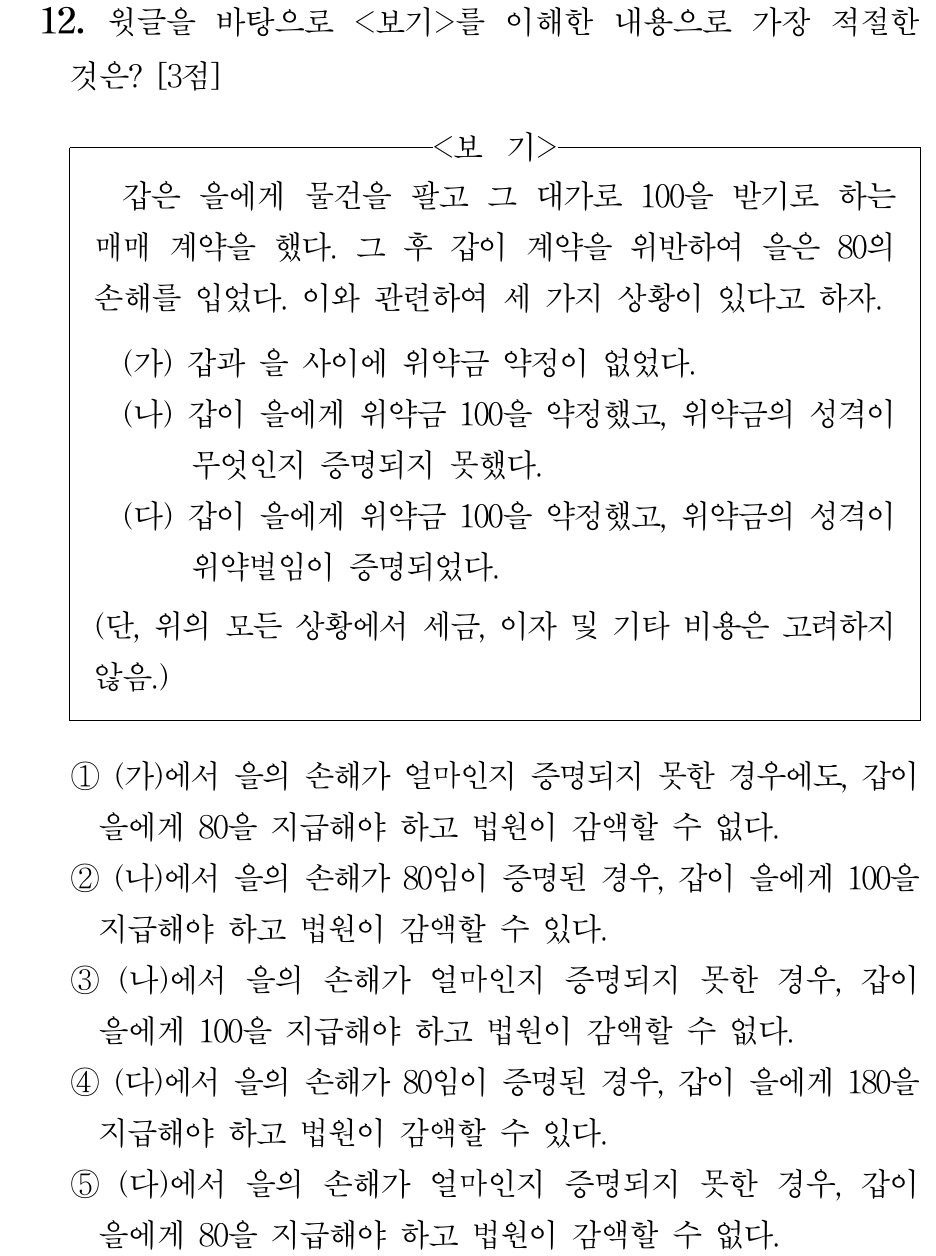 12. 윗글을 바탕으로 <보기>를 이해한 내용으로 가장 적절한
것은? [3점]
<보 기>
갑은 을에게 물건을 팔고 그 대가로 100을 받기로 하는
매매 계약을 했다. 그 후 갑이 계약을 위반하여 을은 80의
손해를 입었다. 이와 관련하여 세 가지 상황이 있다고 하자.
(가) 갑과 을 사이에 위약금 약정이 없었다.
(나) 갑이 을에게 위약금 100을 약정했고, 위약금의 성격이
무엇인지 증명되지 못했다.
(다) 갑이 을에게 위약금 100을 약정했고, 위약금의 성격이
위약벌임이 증명되었다.
(단, 위의 모든 상황에서 세금, 이자 및 기타 비용은 고려하지
않음.)
① (가)에서 을의 손해가 얼마인지 증명되지 못한 경우에도, 갑이
을에게 80을 지급해야 하고 법원이 감액할 수 없다.
② (나)에서 을의 손해가 80임이 증명된 경우, 갑이 을에게 100을
지급해야 하고 법원이 감액할 수 있다.
③ (나)에서 을의 손해가 얼마인지 증명되지 못한 경우, 갑이
을에게 100을 지급해야 하고 법원이 감액할 수 없다.
④ (다)에서 을의 손해가 80임이 증명된 경우, 갑이 을에게 180을
지급해야 하고 법원이 감액할 수 있다.
⑤ (다)에서 을의 손해가 얼마인지 증명되지 못한 경우, 갑이
을에게 80을 지급해야 하고 법원이 감액할 수 없다.